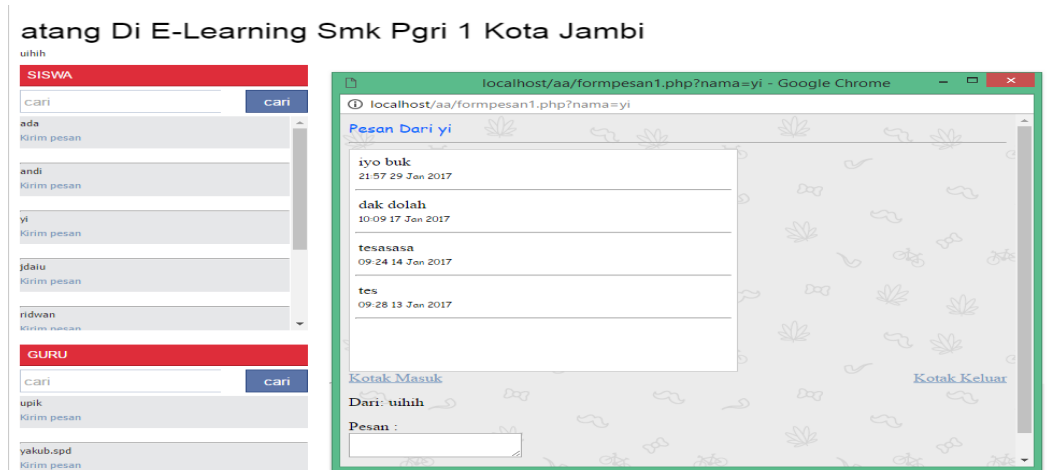 atang Di E-Learning Smk Pgri 1 Kota Jambi
uihih
SISWA
cari cari
ada
Kirim pesan
andi
Kirim pesan
yi
Kirim pesan
jdaiu
Kirim pesan
ridwan
Kirim pesan
GURU
cari cari
upik
Kirim pesan
yakub.spd
Kirim pesan
localhost/aa/formpesan1.php?nama=yi - Google Chrome
localhost/aa/formpesan1.php?nama=yi
Pesan Dari yi
iyo buk
21:57 29 Jan 2017
dak dolah
10:09 17 Jan 2017
tesasasa
09:24 14 Jan 2017
tes
09:28 13 Jan 2017
Kotak Masuk Kotak Keluar
Dari: uihih
Pesan :